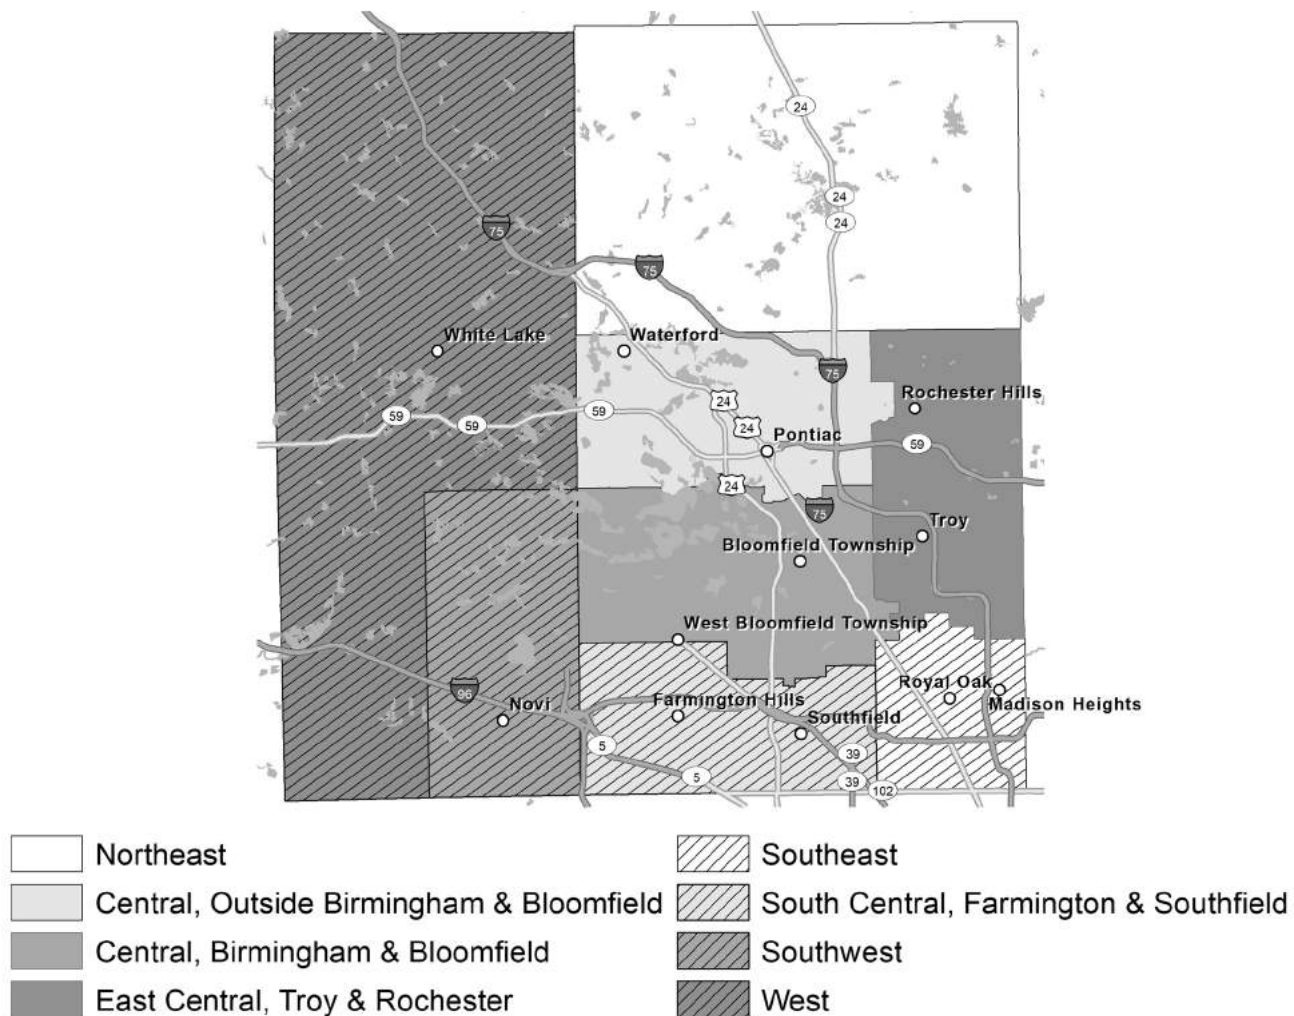 24
24
75
24
75
White Lake
Waterford
75
Rochester Hills
24
59
59
59
24
Pontiac
59
24
75
Troy
Bloomfield Township
West Bloomfield Township
Royal Oak
96
Novi
Farmington Hills
Madison Heights
Southfield
5
39
5
39
102
Northeast
Central, Outside Birmingham & Bloomfield
Central, Birmingham & Bloomfield
East Central, Troy & Rochester
Southeast
South Central, Farmington & Southfield
Southwest
West